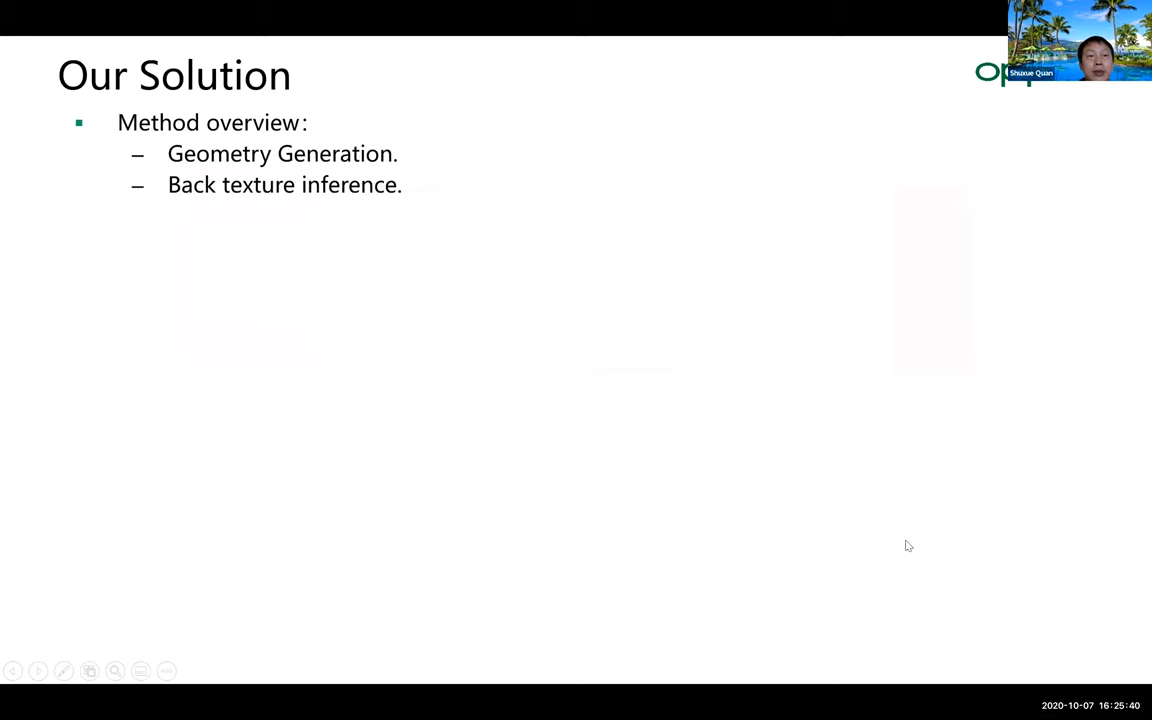 Our Solution
Shuxue Quan
Method overview:
– Geometry Generation.
– Back texture inference.
2020-10-07 16:25:40